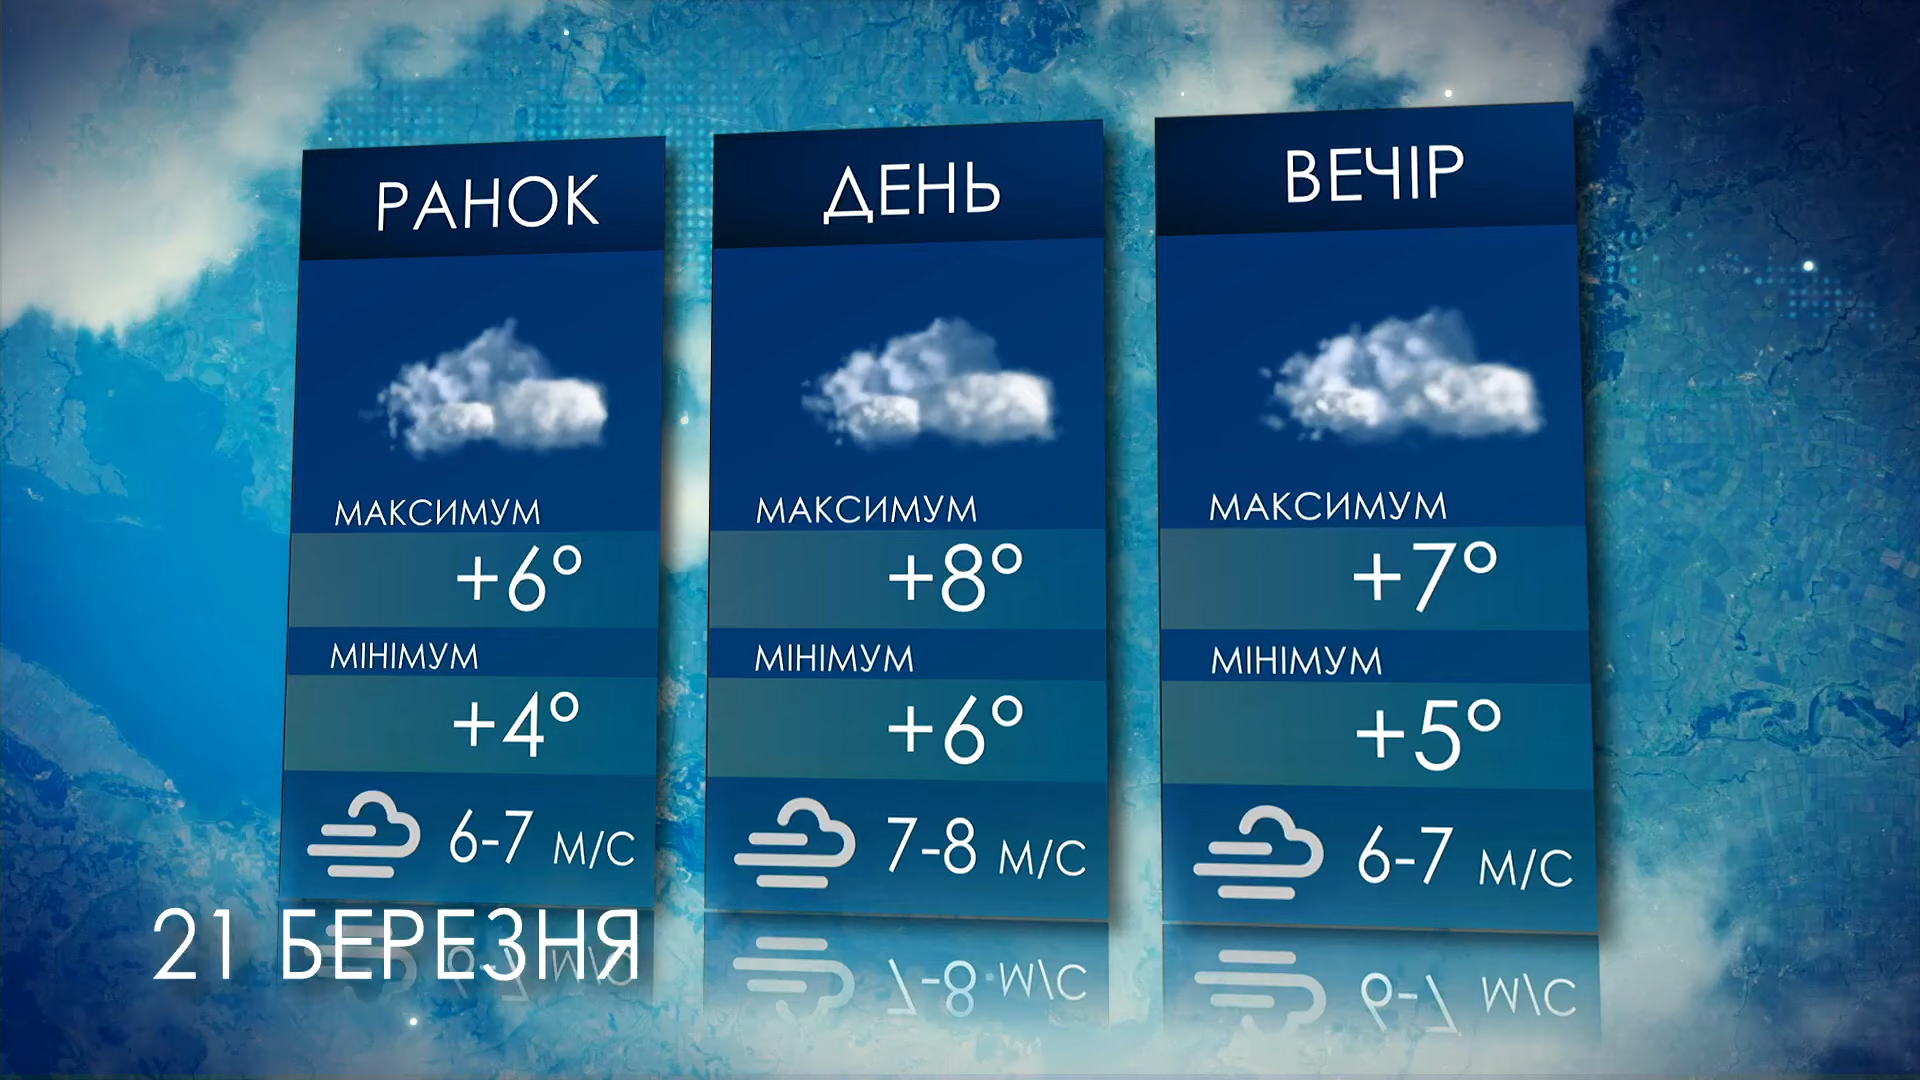 РАНОК
МАКСИМУМ
+6°
МІНІМУМ
+4°
6-7 М/С
ДЕНЬ
МАКСИМУМ
+8°
МІНІМУМ
+6°
7-8 М/С
ВЕЧІР
МАКСИМУМ
+7°
МІНІМУМ
+5°
6-7 М/С
21 БЕРЕЗНЯ